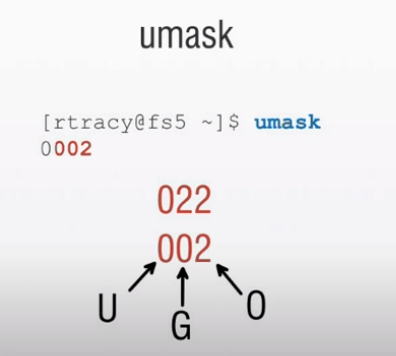 umask
[rtracy@fs5 ~]$ umask
0002
022
002
U G O